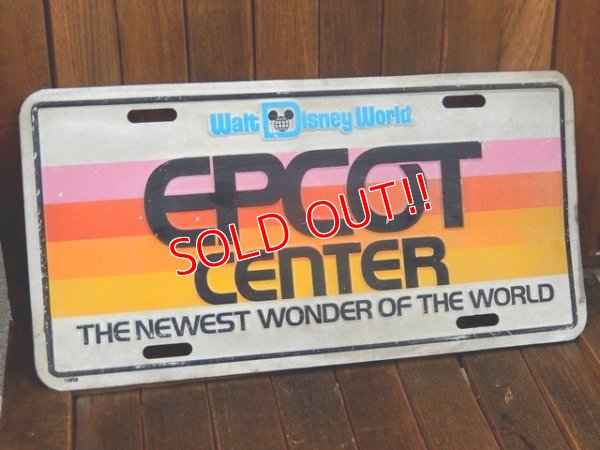 Walt Disney World
EPCOT
SOLD OUT!!
CENTER
THE NEWEST WONDER OF THE WORLD